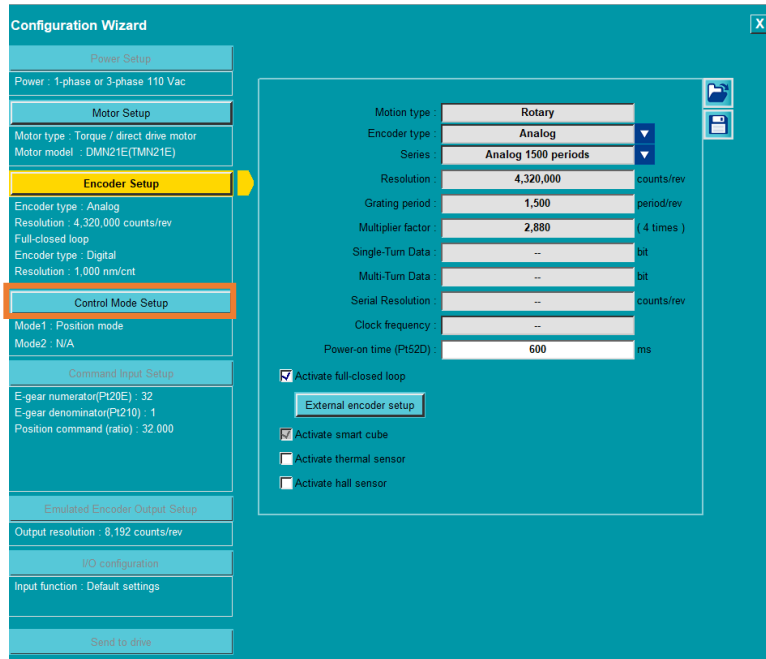 Configuration Wizard
X
Power Setup
Power : 1-phase or 3-phase 110 Vac
Motor Setup
Motor type : Torque / direct drive motor
Motor model : DMN21E(TMN21E)
Encoder Setup
Encoder type : Analog
Resolution : 4,320,000 counts/rev
Full-closed loop
Encoder type : Digital
Resolution : 1,000 nm/cnt
Control Mode Setup
Mode1 : Position mode
Mode2 : N/A
Command Input Setup
E-gear numerator(Pt20E) : 32
E-gear denominator(Pt210) : 1
Position command (ratio) : 32.000
Emulated Encoder Output Setup
Output resolution : 8,192 counts/rev
I/O configuration
Input function : Default settings
Send to drive
Motion type : Rotary
Encoder type : Analog
Series : Analog 1500 periods
Resolution : 4,320,000 counts/rev
Grating period : 1,500 period/rev
Multiplier factor : 2,880 ( 4 times )
Single-Turn Data : -- bit
Multi-Turn Data : -- bit
Serial Resolution : -- counts/rev
Clock frequency : --
Power-on time (Pt52D) : 600 ms
Activate full-closed loop
External encoder setup
Activate smart cube
Activate thermal sensor
Activate hall sensor